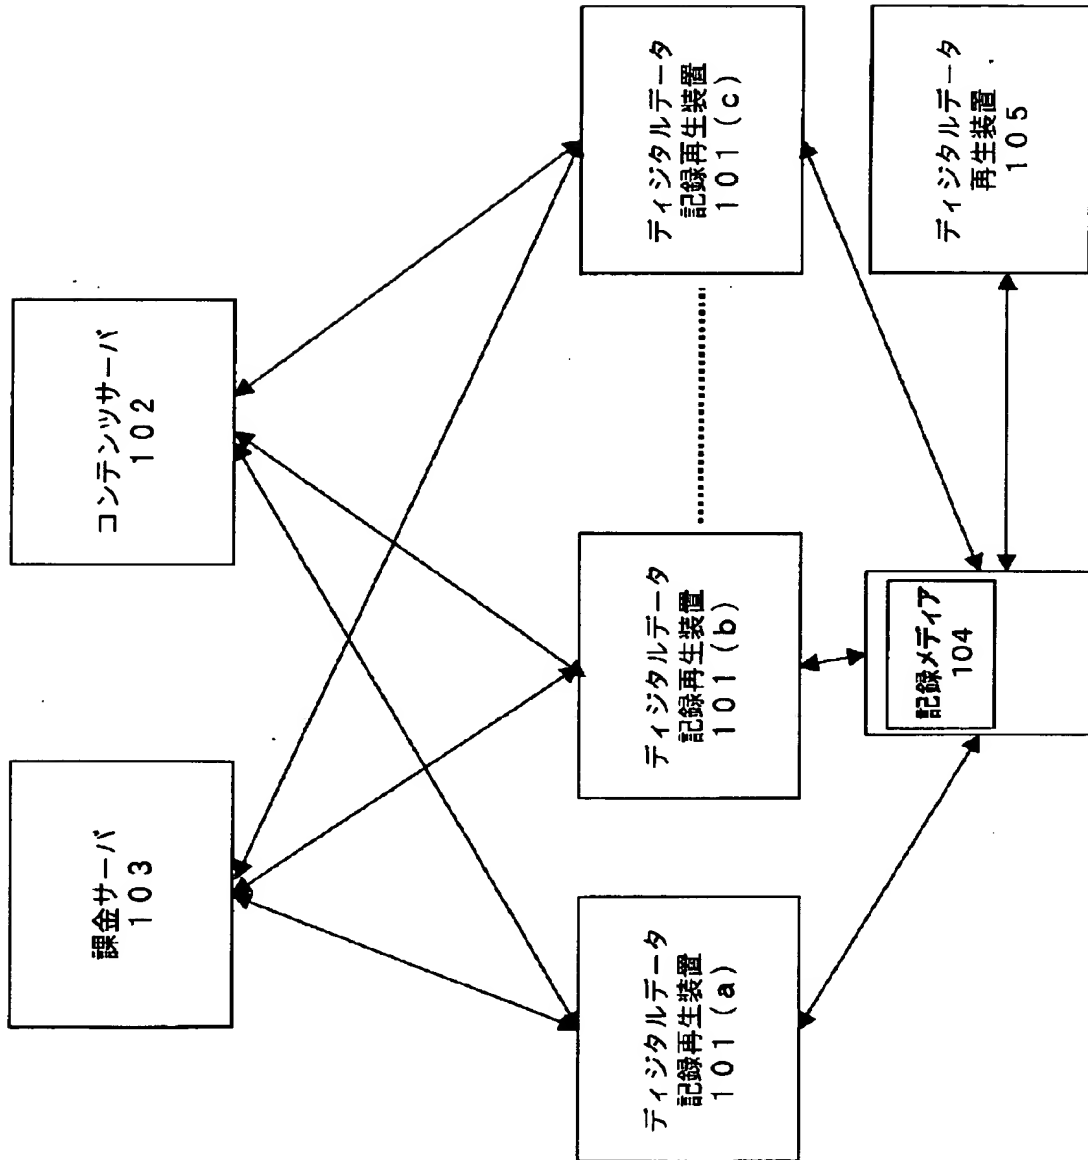 課金サーバ
103
コンテンツサーバ
102
ディジタルデータ
記録再生装置
101(a)
ディジタルデータ
記録再生装置
101(b)
ディジタルデータ
記録再生装置
101(c)
記録メディア
104
ディジタルデータ
再生装置
105